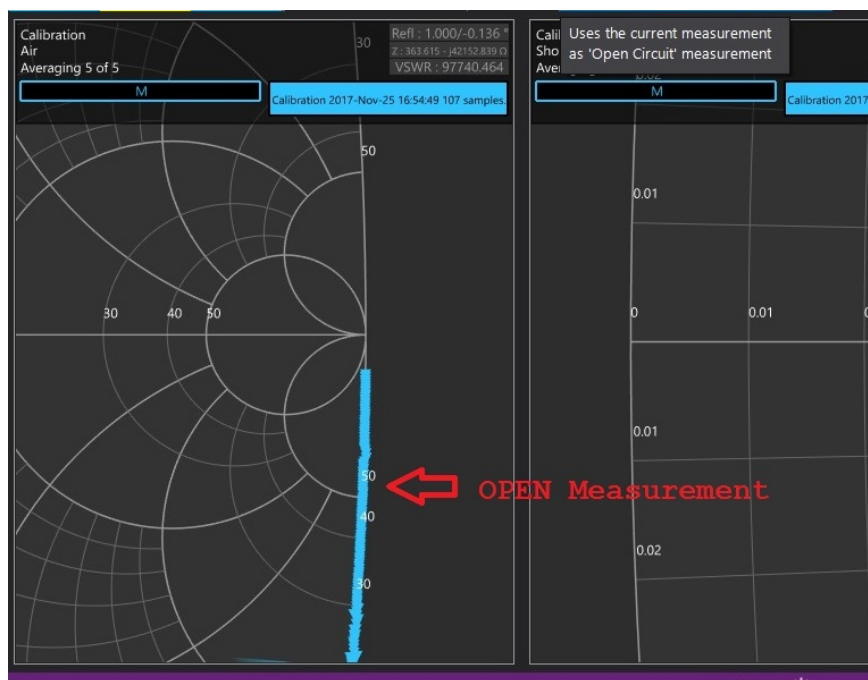 Calibration
Air
Averaging 5 of 5
Refl : 1.000/-0.136 °
Z : 363.615 - j42152.839 Ω
VSWR : 97740.464
M
Calibration 2017-Nov-25 16:54:49 107 samples.
30
50
30 40 50
50
40
30
OPEN Measurement
Uses the current measurement
as 'Open Circuit' measurement
Cali
Sho
Ave
0.02
M
Calibration 2017
0.01
0 0.01
0.01
0.02